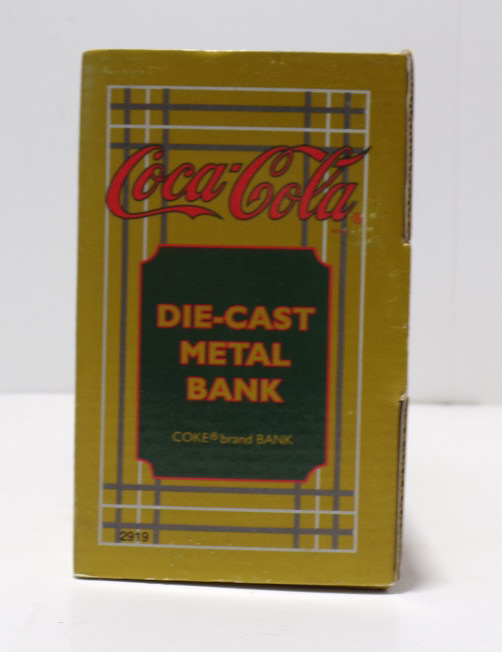 Coca-Cola
DIE-CAST
METAL
BANK
COKE® brand BANK
2919